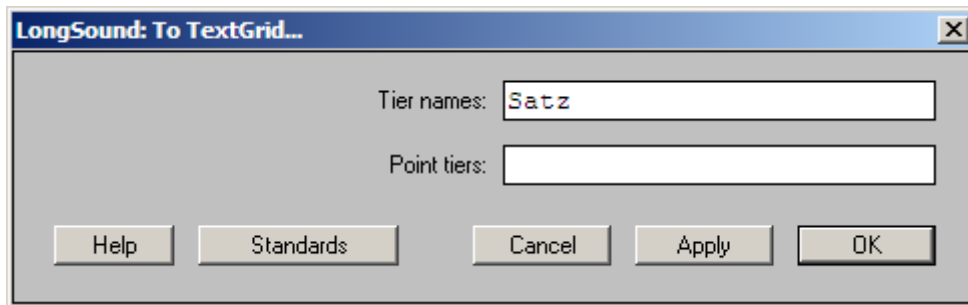 LongSound: To TextGrid...
Tier names: Satz
Point tiers:
Help Standards Cancel Apply OK